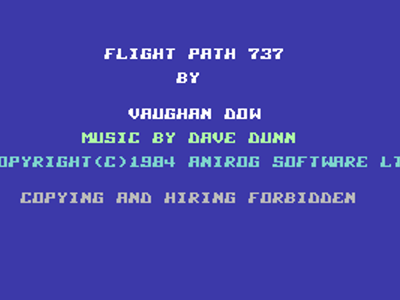 FLIGHT PATH 737
BY
VAUGHAN DOW
MUSIC BY DAVE DUNN
OPYRIGHT(C)1984 ANIROG SOFTWARE LT
COPYING AND HIRING FORBIDDEN